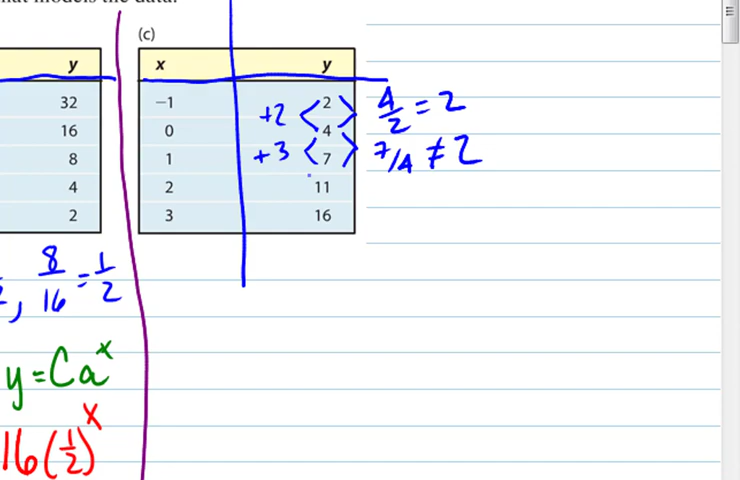 that models the data.
(c)
y
32
16
8
4
2
x y
−1 2
0 4
1 7
2 11
3 16
+2 < > 4/2 = 2
+3 < > 7/4 ≠ 2
, 8/16 = 1/2
y = Ca^x
16(1/2)^x